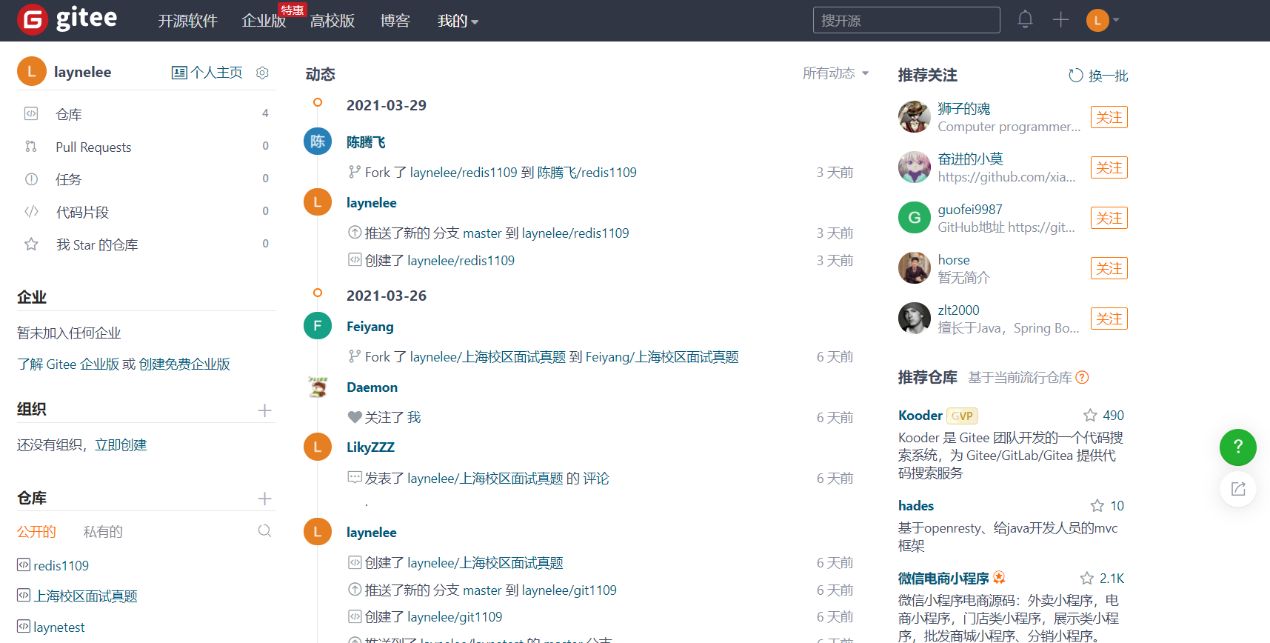 gitee 开源软件 企业版 特惠 高校版 博客 我的 搜开源 L
L laynelee 个人主页
仓库 4
Pull Requests 0
任务 0
代码片段 0
我 Star 的仓库 0
企业
暂未加入任何企业
了解 Gitee 企业版 或 创建免费企业版
组织
还没有组织，立即创建
仓库
公开的 私有的
redis1109
上海校区面试真题
laynetest
动态 所有动态
2021-03-29
陈 陈腾飞
Fork 了 laynelee/redis1109 到 陈腾飞/redis1109 3 天前
L laynelee
推送了新的 分支 master 到 laynelee/redis1109 3 天前
创建了 laynelee/redis1109 3 天前
2021-03-26
F Feiyang
Fork 了 laynelee/上海校区面试真题 到 Feiyang/上海校区面试真题 6 天前
Daemon
关注了 我 6 天前
L LikyZZZ
发表了 laynelee/上海校区面试真题 的 评论 6 天前
.
L laynelee
创建了 laynelee/上海校区面试真题 6 天前
推送了新的 分支 master 到 laynelee/git1109 6 天前
创建了 laynelee/git1109 6 天前
推送到了 laynelee/laynetest 的 master 分支 6 天前
推荐关注 换一批
狮子的魂 关注
Computer programmer...
奋进的小莫 关注
https://github.com/xia...
G guofei9987 关注
GitHub地址 https://git...
horse 关注
暂无简介
zlt2000 关注
擅长于Java，Spring Bo...
推荐仓库 基于当前流行仓库
Kooder GVP 490
Kooder 是 Gitee 团队开发的一个代码搜
索系统，为 Gitee/GitLab/Gitea 提供代
码搜索服务
hades 10
基于openresty、给java开发人员的mvc
框架
微信电商小程序 2.1K
微信小程序电商源码：外卖小程序，电
商小程序，门店类小程序，展示类小程
序，批发商城小程序、分销小程序。
?